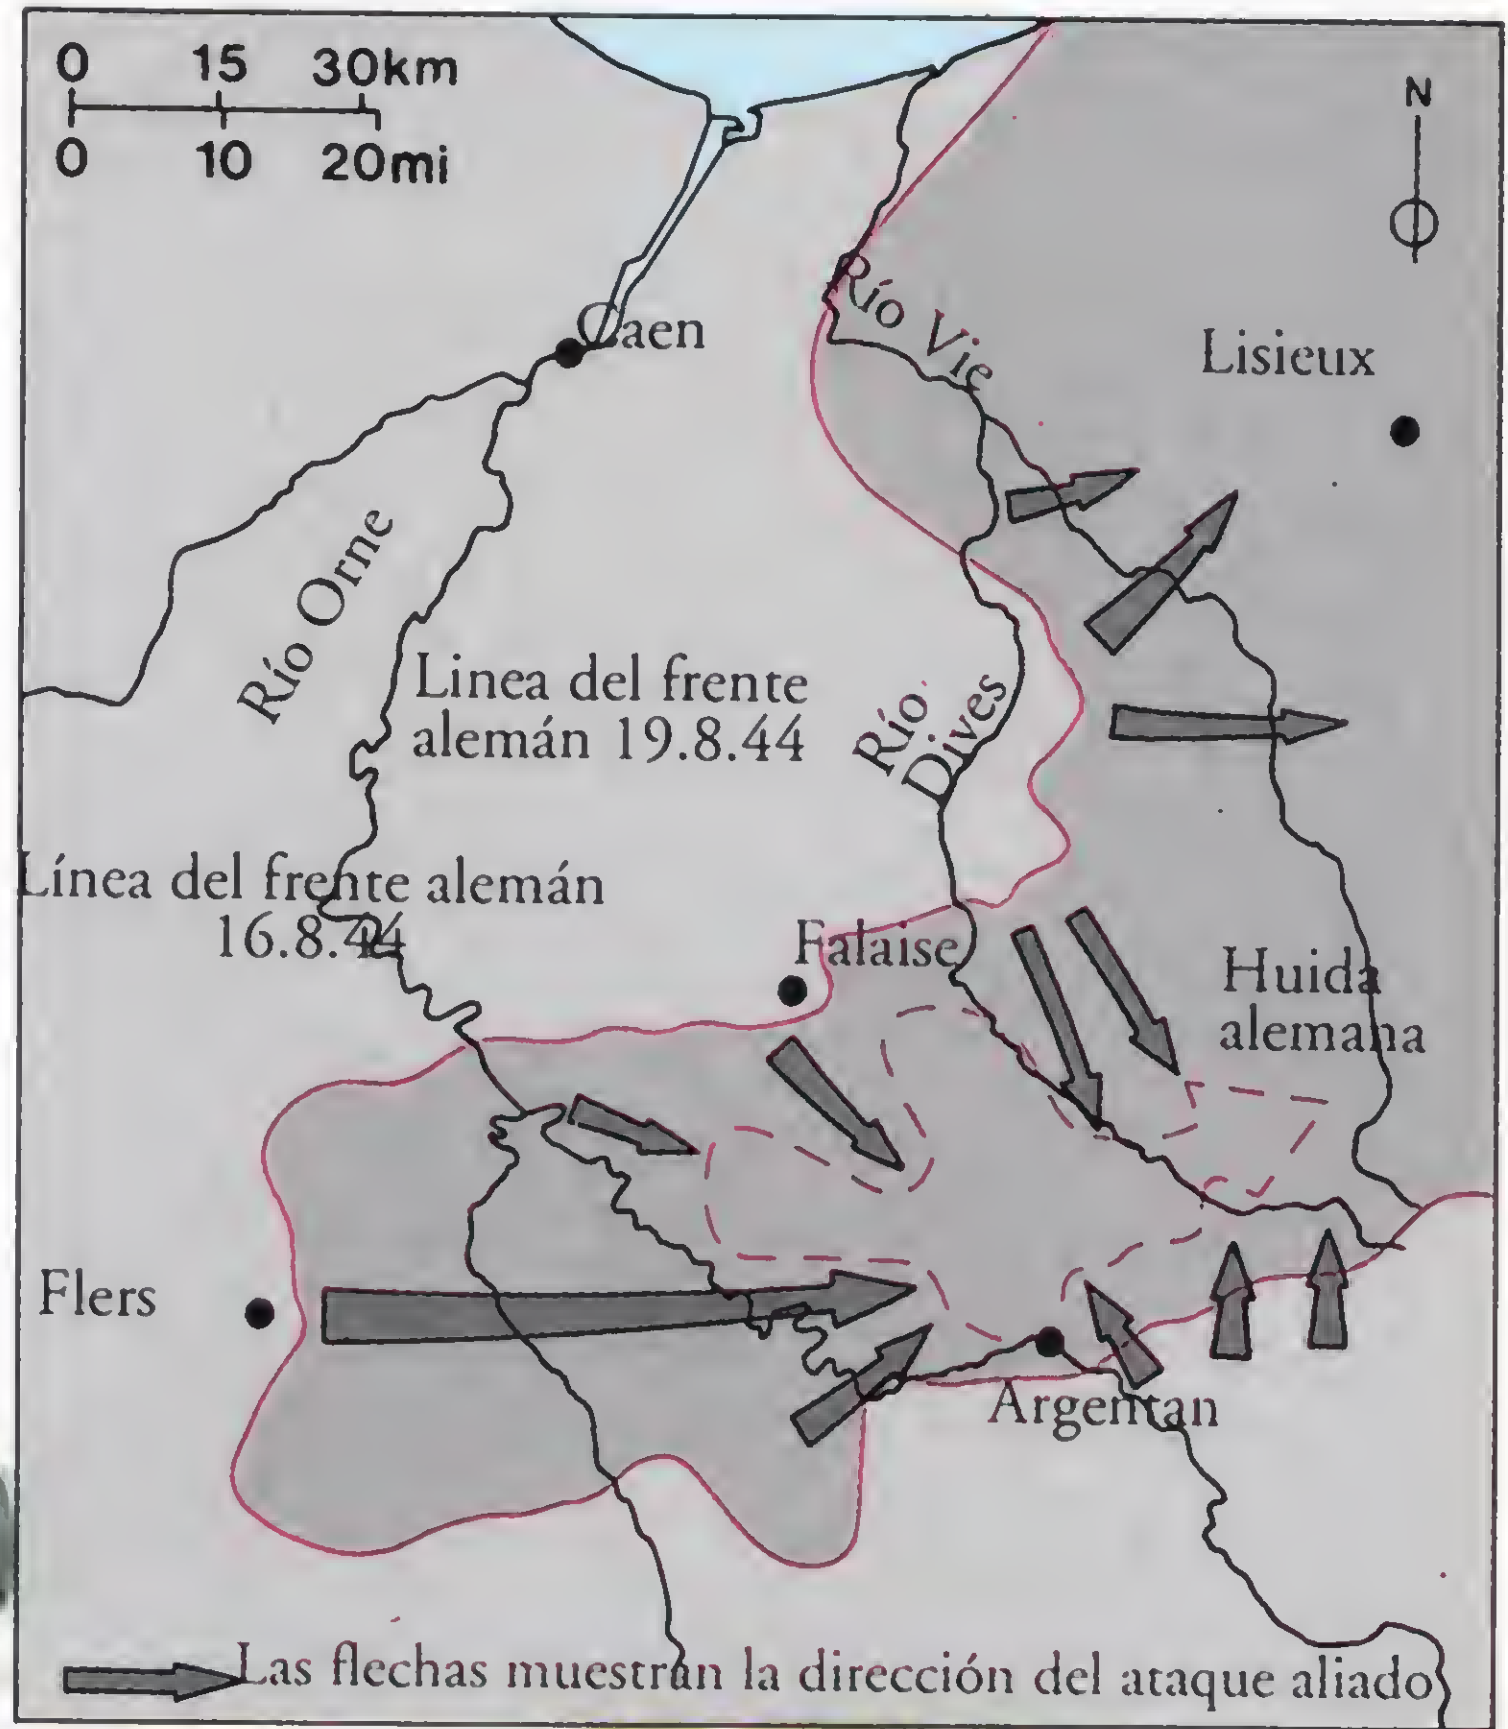 0 15 30km
0 10 20mi
N
Caen
Río Vie
Lisieux
Río Orne
Linea del frente
alemán 19.8.44
Río
Dives
Línea del frente alemán
16.8.44
Falaise
Huida
alemana
Flers
Argentan
Las flechas muestran la dirección del ataque aliado